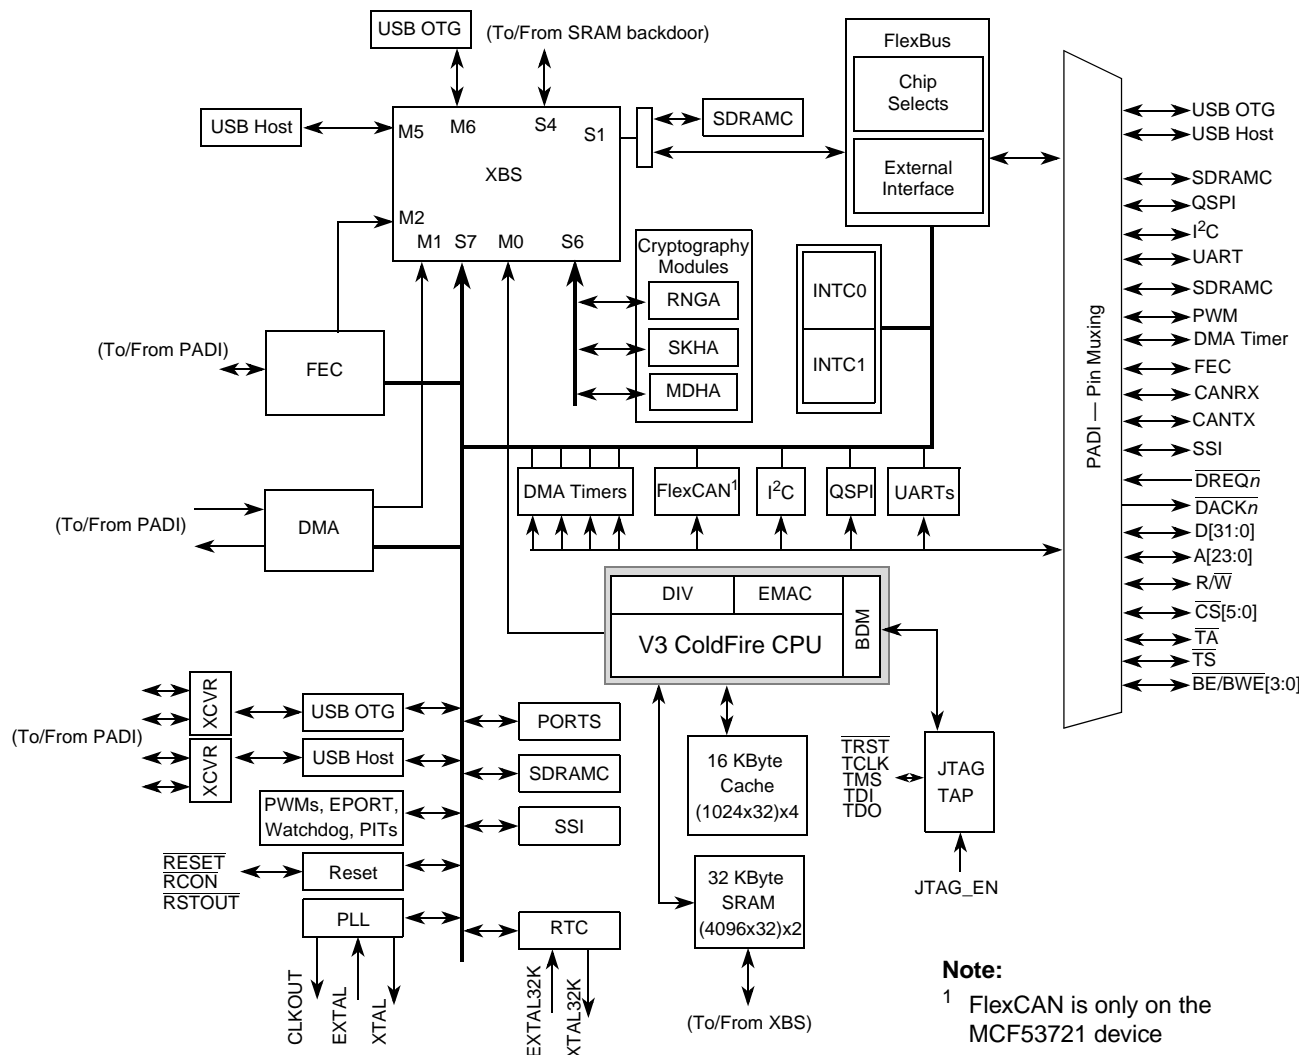 USB OTG
(To/From SRAM backdoor)
FlexBus
Chip
Selects
External
Interface
USB Host
SDRAMC
M5
M6
S4
S1
XBS
M2
M1
S7
M0
S6
Cryptography
Modules
RNGA
SKHA
MDHA
INTC0
INTC1
(To/From PADI)
FEC
(To/From PADI)
DMA
DMA Timers
FlexCAN¹
I²C
QSPI
UARTs
DIV
EMAC
BDM
V3 ColdFire CPU
XCVR
USB OTG
(To/From PADI)
XCVR
USB Host
PWMs, EPORT,
Watchdog, PITs
RESET
RCON
RSTOUT
Reset
PLL
CLKOUT
EXTAL
XTAL
PORTS
SDRAMC
SSI
RTC
EXTAL32K
XTAL32K
16 KByte
Cache
(1024x32)x4
32 KByte
SRAM
(4096x32)x2
(To/From XBS)
TRST
TCLK
TMS
TDI
TDO
JTAG
TAP
JTAG_EN
PADI — Pin Muxing
USB OTG
USB Host
SDRAMC
QSPI
I²C
UART
SDRAMC
PWM
DMA Timer
FEC
CANRX
CANTX
SSI
DREQn
DACKn
D[31:0]
A[23:0]
R/W
CS[5:0]
TA
TS
BE/BWE[3:0]
Note:
1 FlexCAN is only on the
MCF53721 device